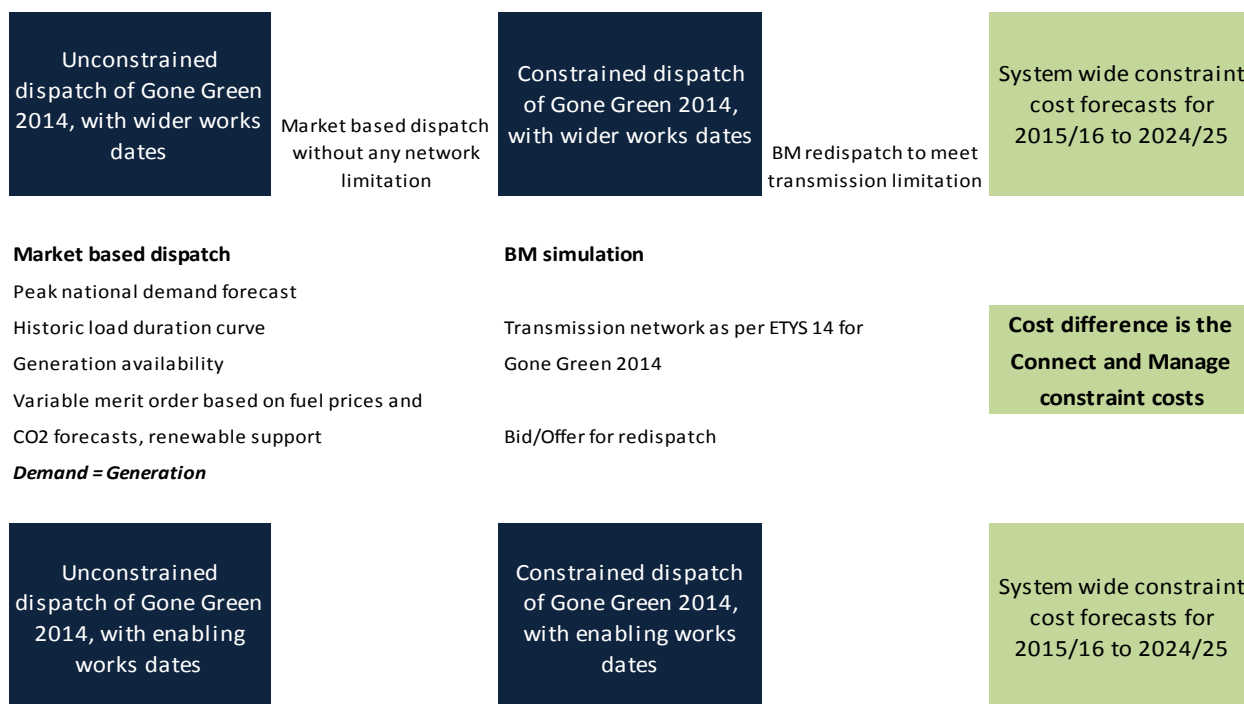 Unconstrained
dispatch of Gone Green
2014, with wider works
dates
Market based dispatch
without any network
limitation
Constrained dispatch
of Gone Green 2014,
with wider works dates
BM redispatch to meet
transmission limitation
System wide constraint
cost forecasts for
2015/16 to 2024/25
Market based dispatch
Peak national demand forecast
Historic load duration curve
Generation availability
Variable merit order based on fuel prices and
CO2 forecasts, renewable support
Demand = Generation
BM simulation
Transmission network as per ETYS 14 for
Gone Green 2014
Bid/Offer for redispatch
Cost difference is the
Connect and Manage
constraint costs
Unconstrained
dispatch of Gone Green
2014, with enabling
works dates
Constrained dispatch
of Gone Green 2014,
with enabling works
dates
System wide constraint
cost forecasts for
2015/16 to 2024/25